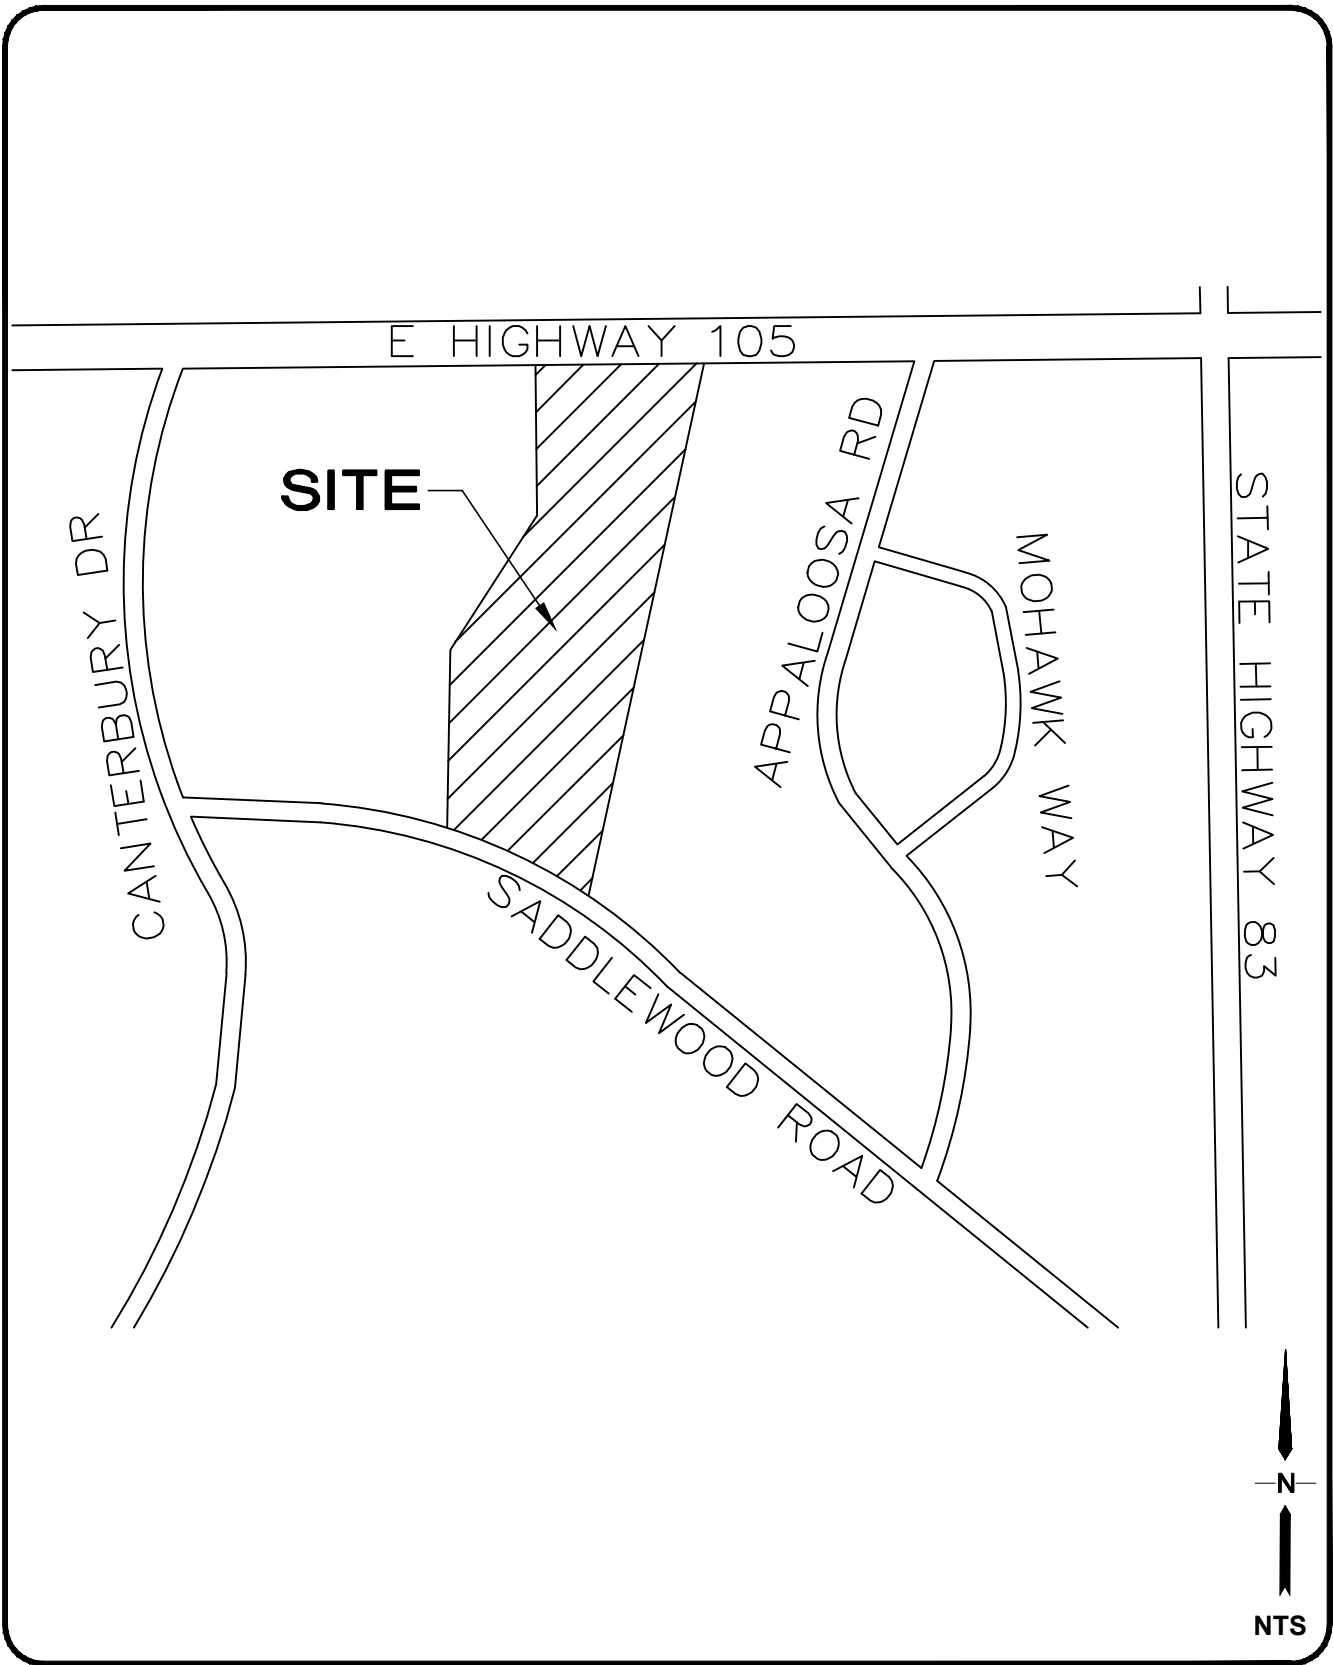 E HIGHWAY 105
SITE
CANTERBURY DR
APPALOOSA RD
MOHAWK WAY
STATE HIGHWAY 83
SADDLEWOOD ROAD
N
NTS